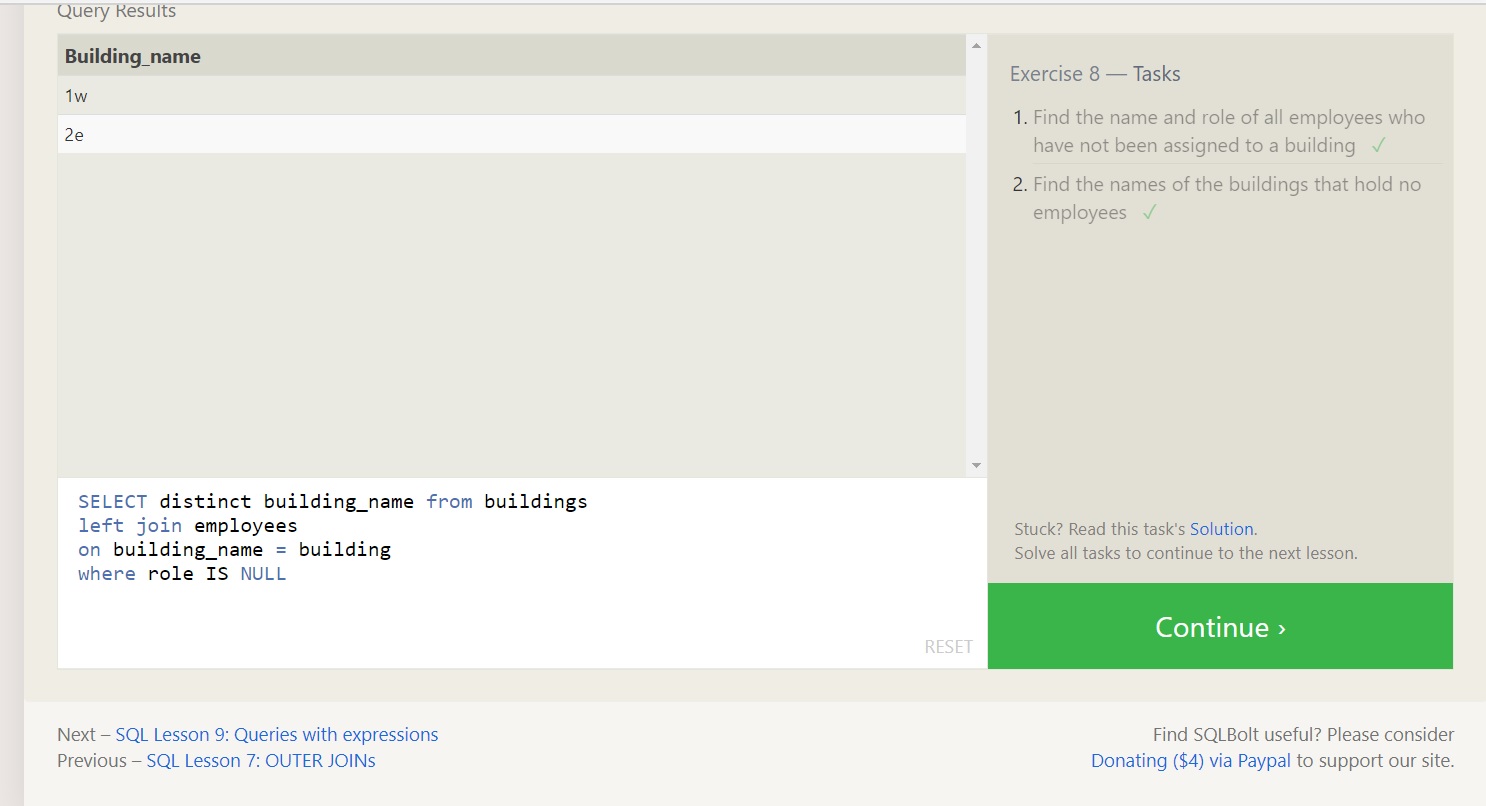 Query Results
Building_name
1w
2e
SELECT distinct building_name from buildings
left join employees
on building_name = building
where role IS NULL
RESET
Exercise 8 — Tasks
1. Find the name and role of all employees who
have not been assigned to a building ✓
2. Find the names of the buildings that hold no
employees ✓
Stuck? Read this task's Solution.
Solve all tasks to continue to the next lesson.
Continue ›
Next – SQL Lesson 9: Queries with expressions
Previous – SQL Lesson 7: OUTER JOINs
Find SQLBolt useful? Please consider
Donating ($4) via Paypal to support our site.